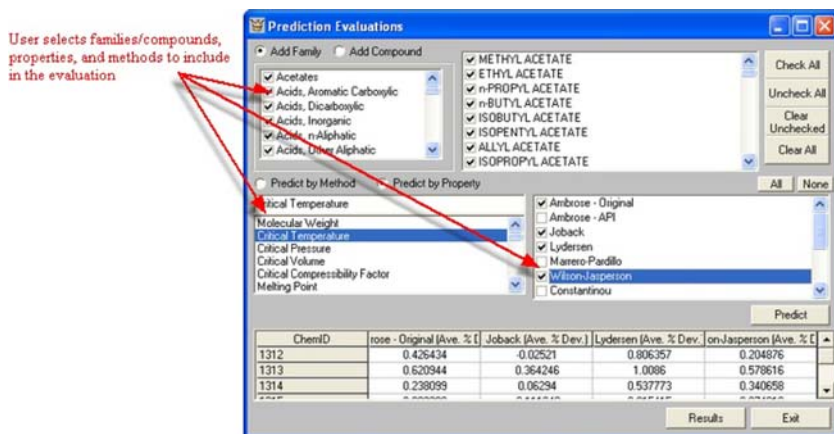 User selects families/compounds,
properties, and methods to include
in the evaluation
Prediction Evaluations
Add Family Add Compound
Acetates
Acids, Aromatic Carboxylic
Acids, Dicarboxylic
Acids, Inorganic
Acids, n-Aliphatic
Acids, Other Aliphatic
METHYL ACETATE
ETHYL ACETATE
n-PROPYL ACETATE
n-BUTYL ACETATE
ISOBUTYL ACETATE
ISOPENTYL ACETATE
ALLYL ACETATE
ISOPROPYL ACETATE
Check All
Uncheck All
Clear
Unchecked
Clear All
Predict by Method Predict by Property
All None
Critical Temperature
Molecular Weight
Critical Temperature
Critical Pressure
Critical Volume
Critical Compressibility Factor
Melting Point
Ambrose - Original
Ambrose - API
Joback
Lydersen
Marrero-Pardillo
Wilson-Jasperson
Constantinou
Predict
ChemID rose - Original (Ave. % D Joback (Ave. % Dev.) Lydersen (Ave. % Dev. on-Jasperson (Ave. % D
1312 0.426434 -0.02521 0.806357 0.204876
1313 0.620944 0.364246 1.0086 0.578616
1314 0.238099 0.06294 0.537773 0.340658
Results Exit